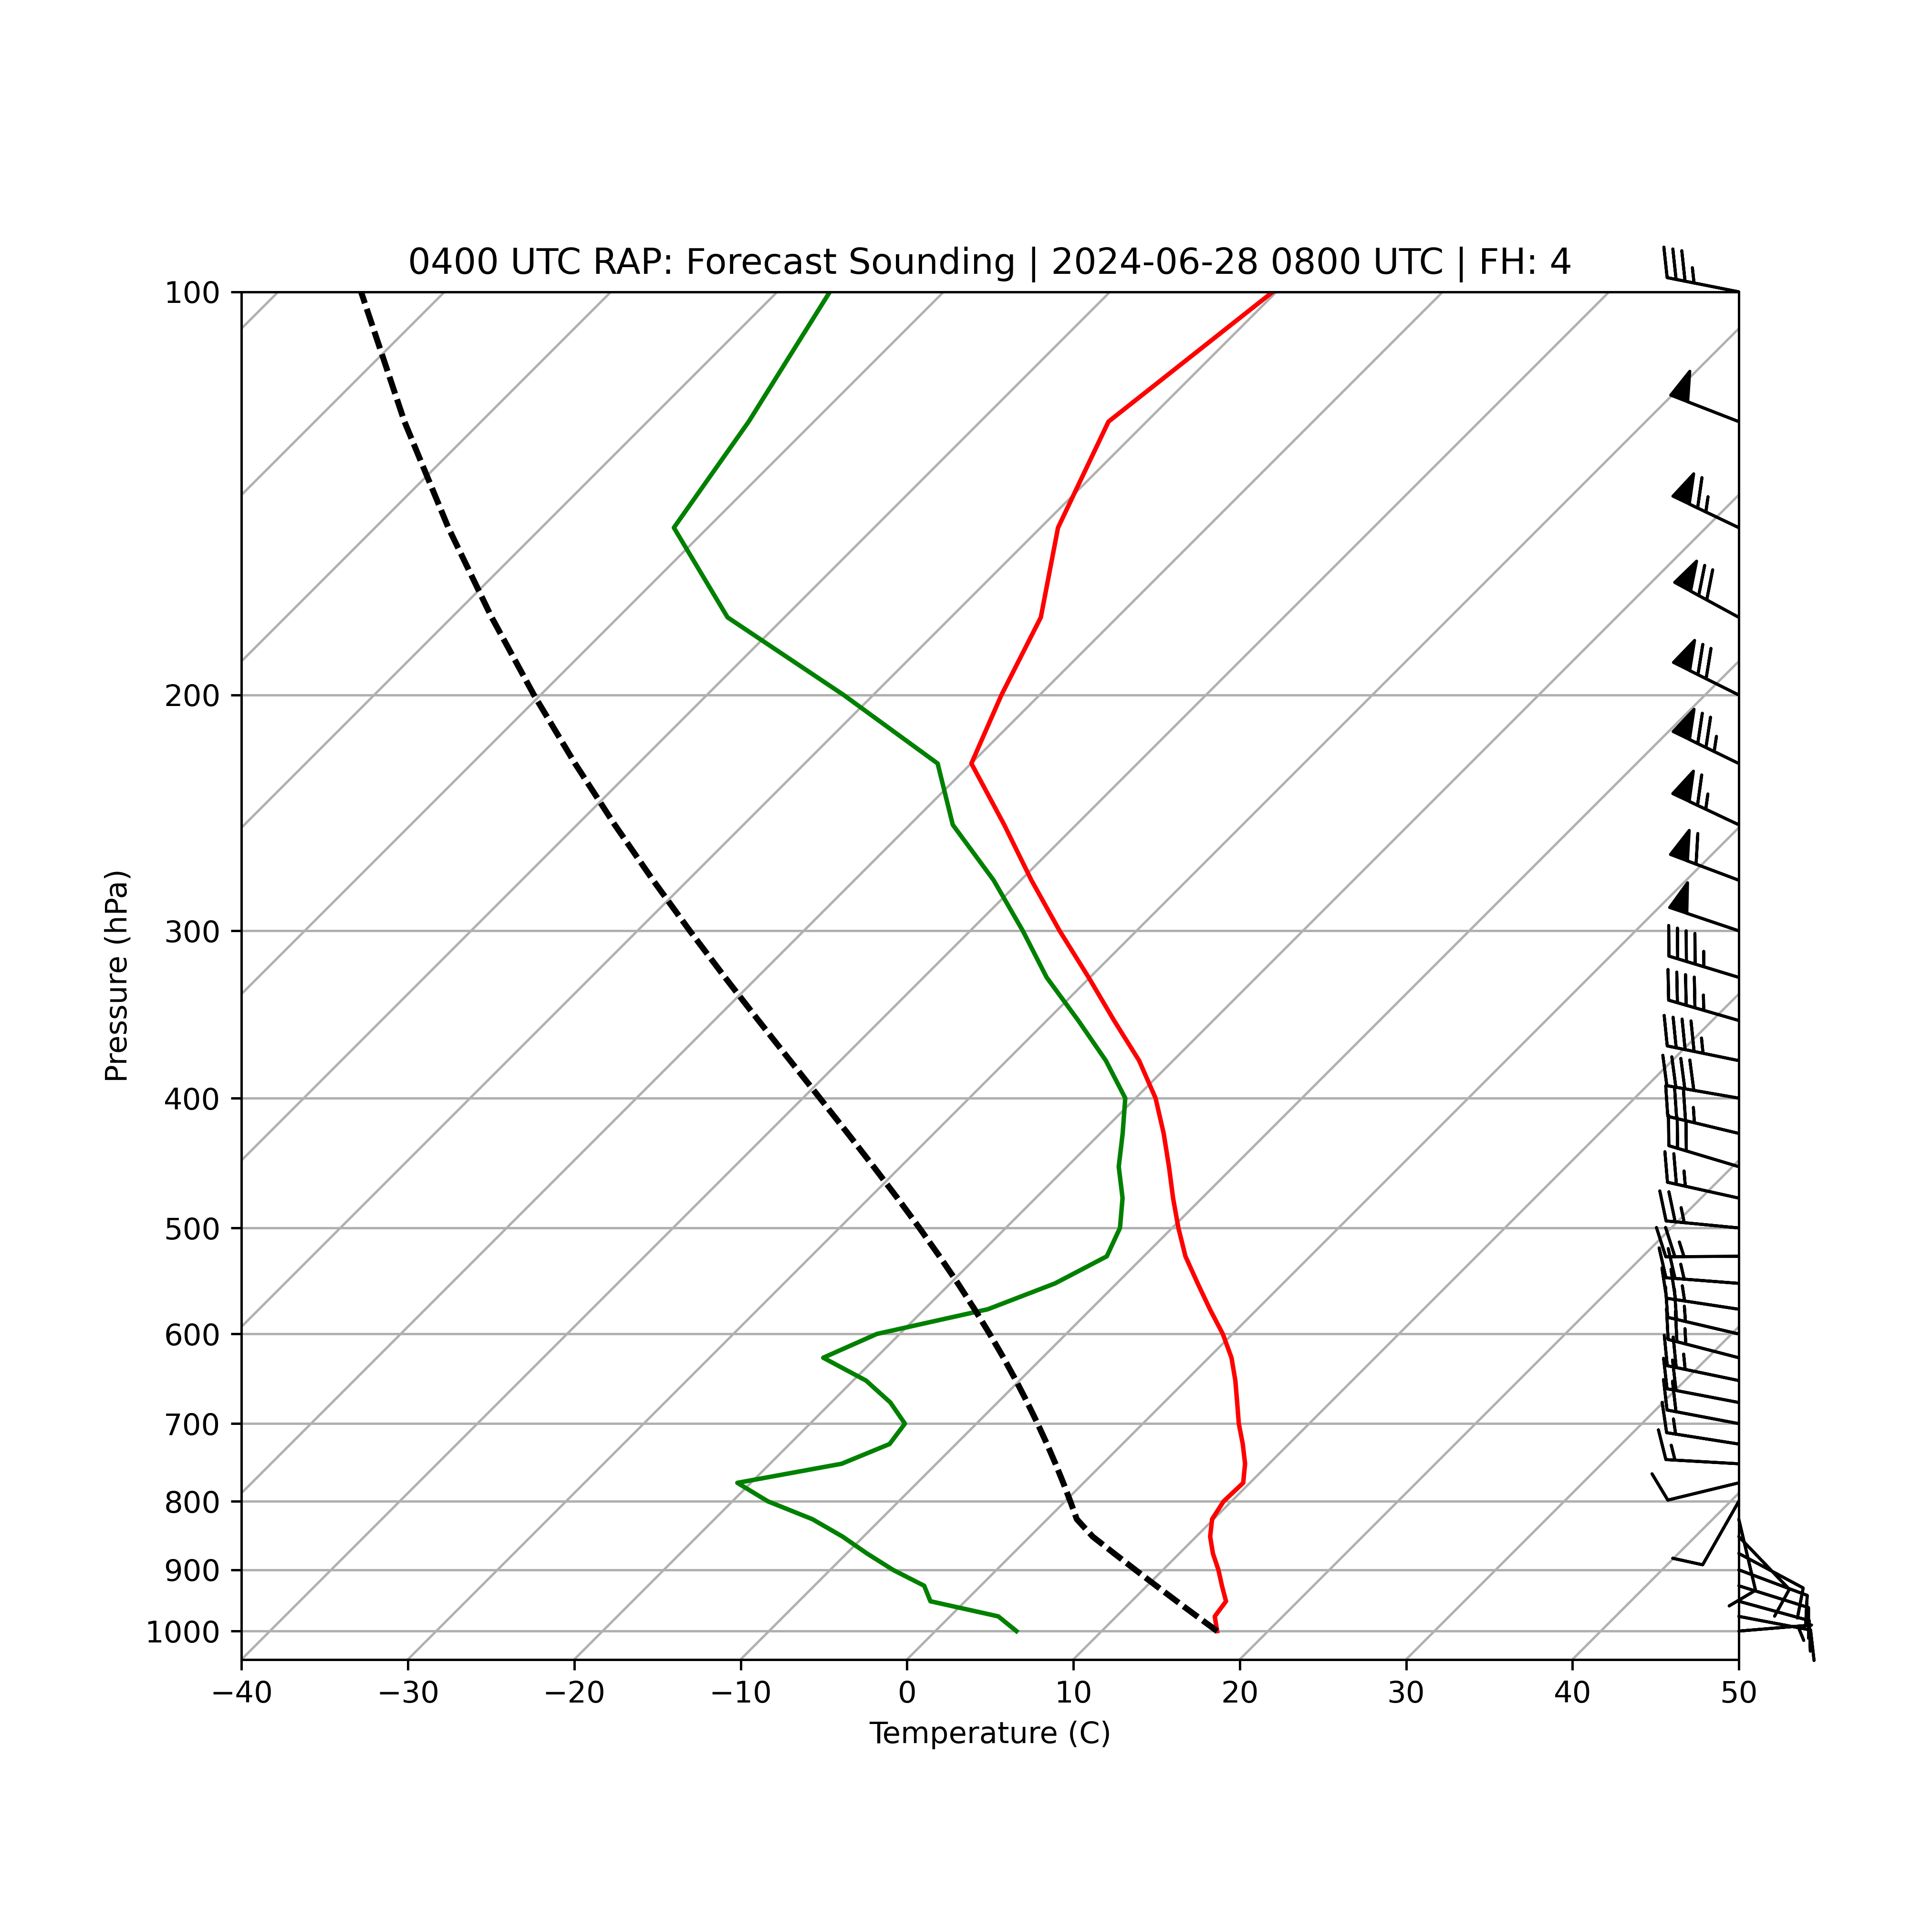 0400 UTC RAP: Forecast Sounding | 2024-06-28 0800 UTC | FH: 4
100
200
300
400
500
600
700
800
900
1000
Pressure (hPa)
−40 −30 −20 −10 0 10 20 30 40 50
Temperature (C)